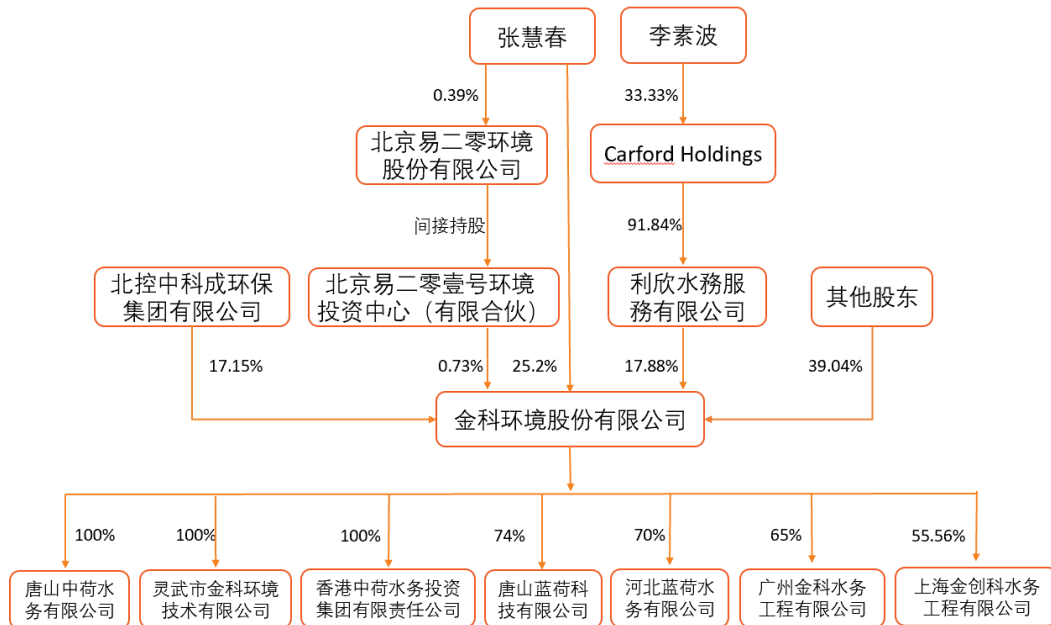 张慧春
李素波
0.39%
33.33%
北京易二零环境
股份有限公司
Carford Holdings
间接持股
91.84%
北控中科成环保
集团有限公司
北京易二零壹号环境
投资中心（有限合伙）
利欣水務服
務有限公司
其他股东
17.15%
0.73%
25.2%
17.88%
39.04%
金科环境股份有限公司
100%
100%
100%
74%
70%
65%
55.56%
唐山中荷水
务有限公司
灵武市金科环境
技术有限公司
香港中荷水务投资
集团有限责任公司
唐山蓝荷科
技有限公司
河北蓝荷水
务有限公司
广州金科水务
工程有限公司
上海金创科水务
工程有限公司